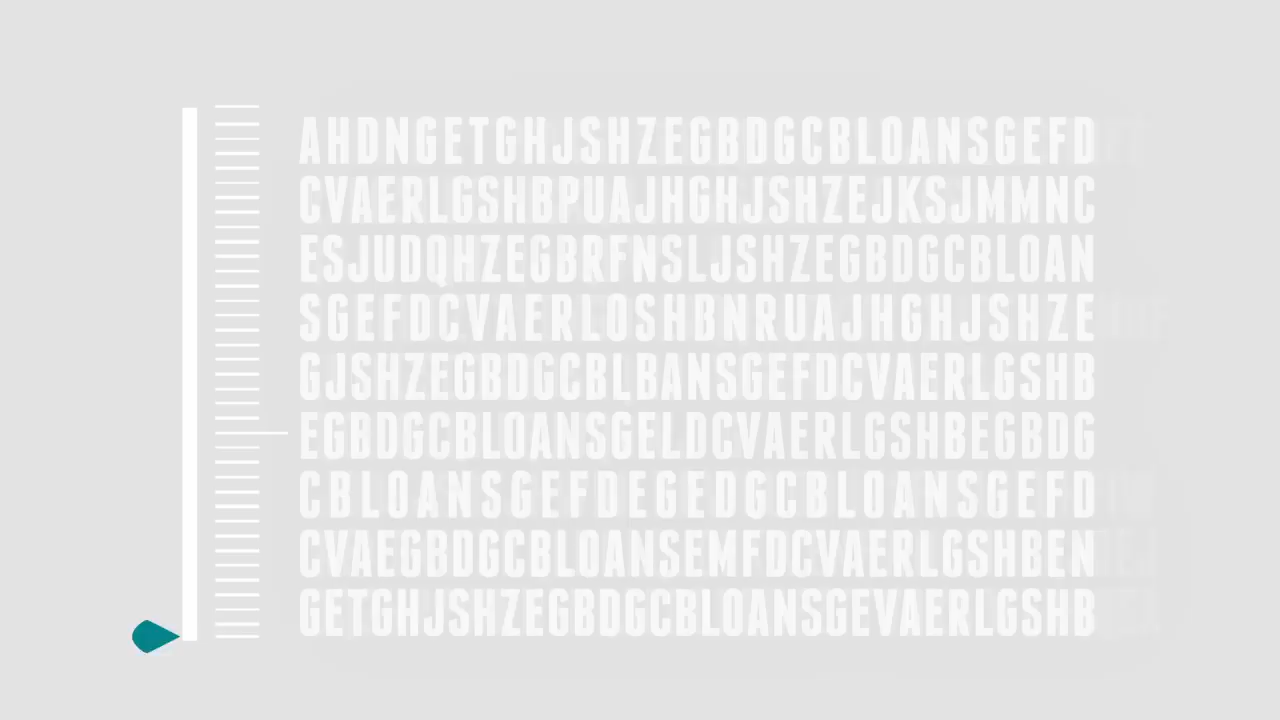 AHDNGETGHJSHZEGBDGCBLOANSGEFD
CVAERLGSHBPUAJHGHJSHZEJKSJMMNC
ESJUDQHZEGBRFNSLJSHZEGBDGCBLOAN
SGEFDCVAERLOSHBNRUAJHGHJSHZE
GJSHZEGBDGCBLBANSGEFDCVAERLGSHB
EGBDGCBLOANSGELDCVAERLGSHBEGBDG
CBLOANSGEFDEGEDGCBLOANSGEFD
CVAEGBDGCBLOANSEMFDCVAERLGSHBEN
GETGHJSHZEGBDGCBLOANSGEVAERLGSHB